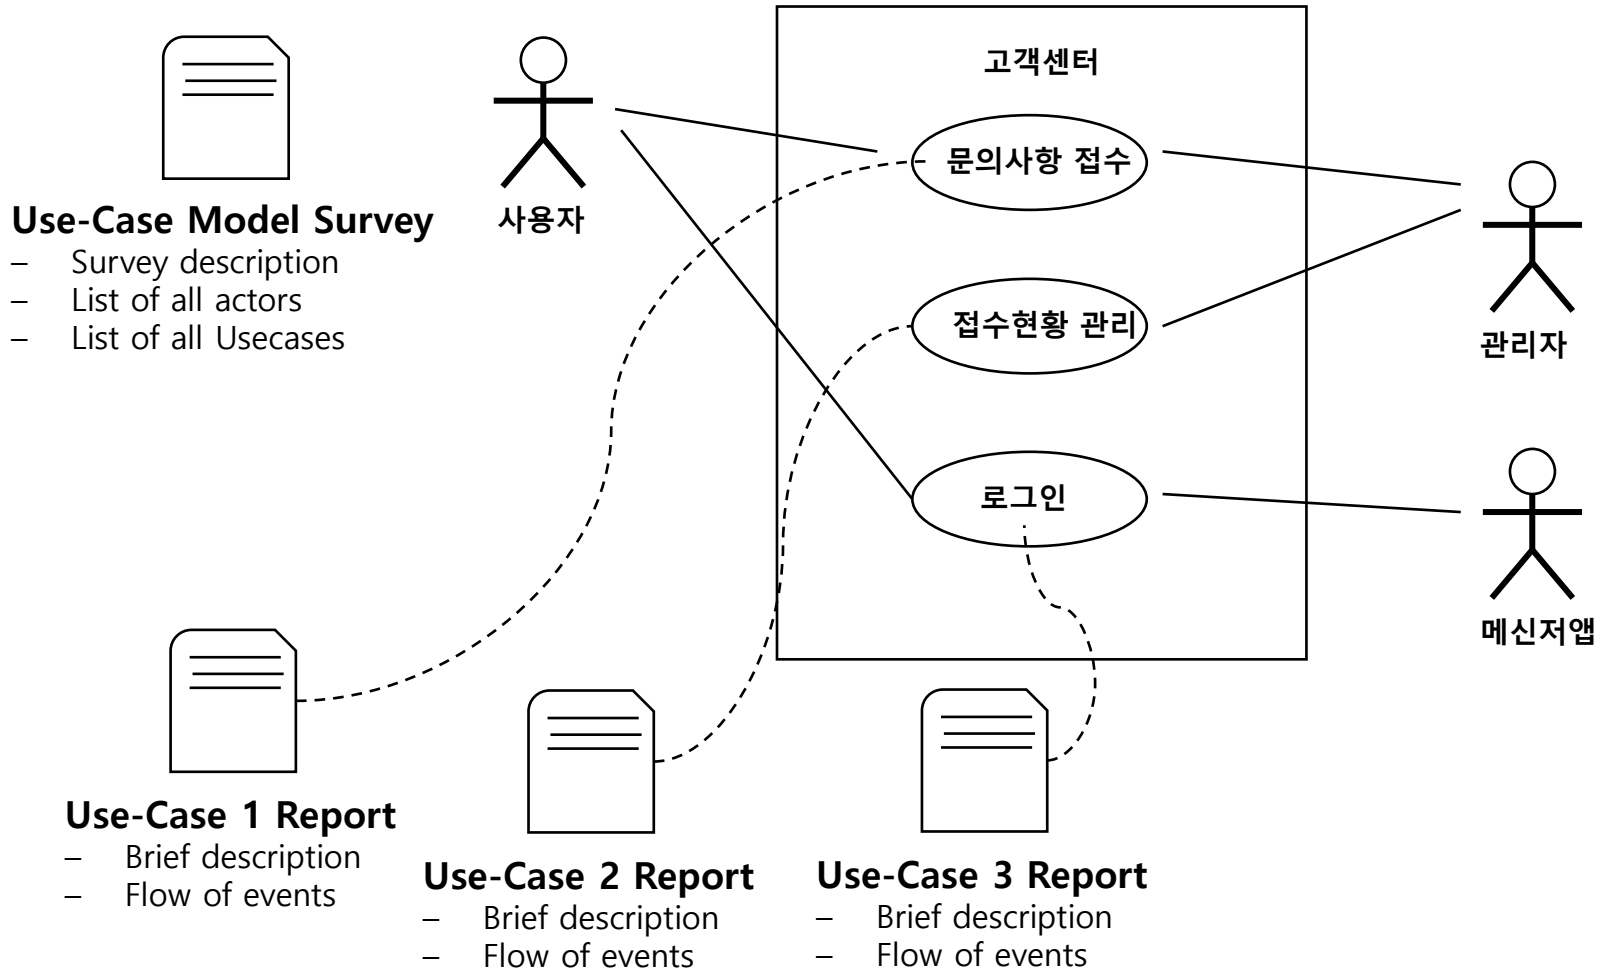 고객센터
문의사항 접수
사용자
Use-Case Model Survey
– Survey description
– List of all actors
– List of all Usecases
접수현황 관리
관리자
로그인
메신저앱
Use-Case 1 Report
– Brief description
– Flow of events
Use-Case 2 Report
– Brief description
– Flow of events
Use-Case 3 Report
– Brief description
– Flow of events